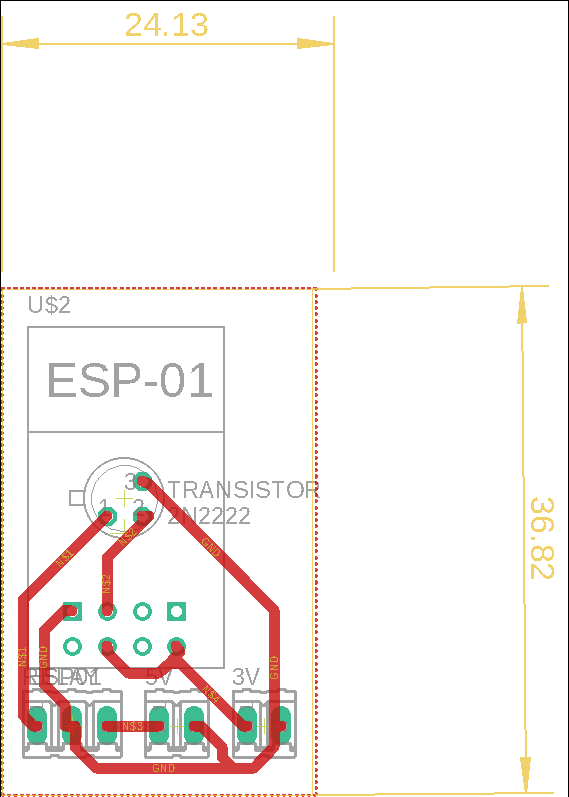 24.13
U$2
ESP-01
3
TRANSISTOR
1 2
2N2222
N$2
N$1
GND
36.82
N$2
N$1
GND
GND
5V
3V
N$4
N$3
GND